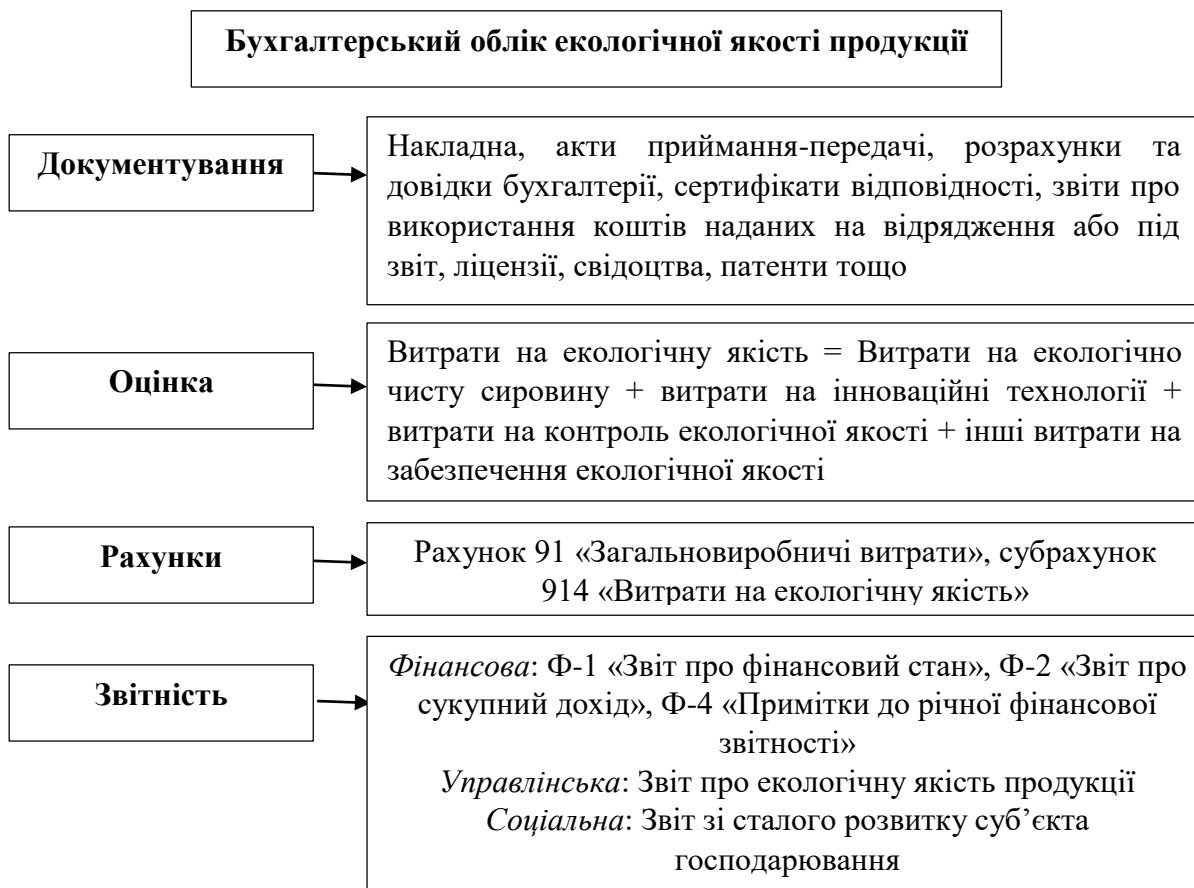 Бухгалтерський облік екологічної якості продукції
Документування
Накладна, акти приймання-передачі, розрахунки та
довідки бухгалтерії, сертифікати відповідності, звіти про
використання коштів наданих на відрядження або під
звіт, ліцензії, свідоцтва, патенти тощо
Оцінка
Витрати на екологічну якість = Витрати на екологічно
чисту сировину + витрати на інноваційні технології +
витрати на контроль екологічної якості + інші витрати на
забезпечення екологічної якості
Рахунки
Рахунок 91 «Загальновиробничі витрати», субрахунок
914 «Витрати на екологічну якість»
Звітність
Фінансова: Ф-1 «Звіт про фінансовий стан», Ф-2 «Звіт про
сукупний дохід», Ф-4 «Примітки до річної фінансової
звітності»
Управлінська: Звіт про екологічну якість продукції
Соціальна: Звіт зі сталого розвитку суб’єкта
господарювання